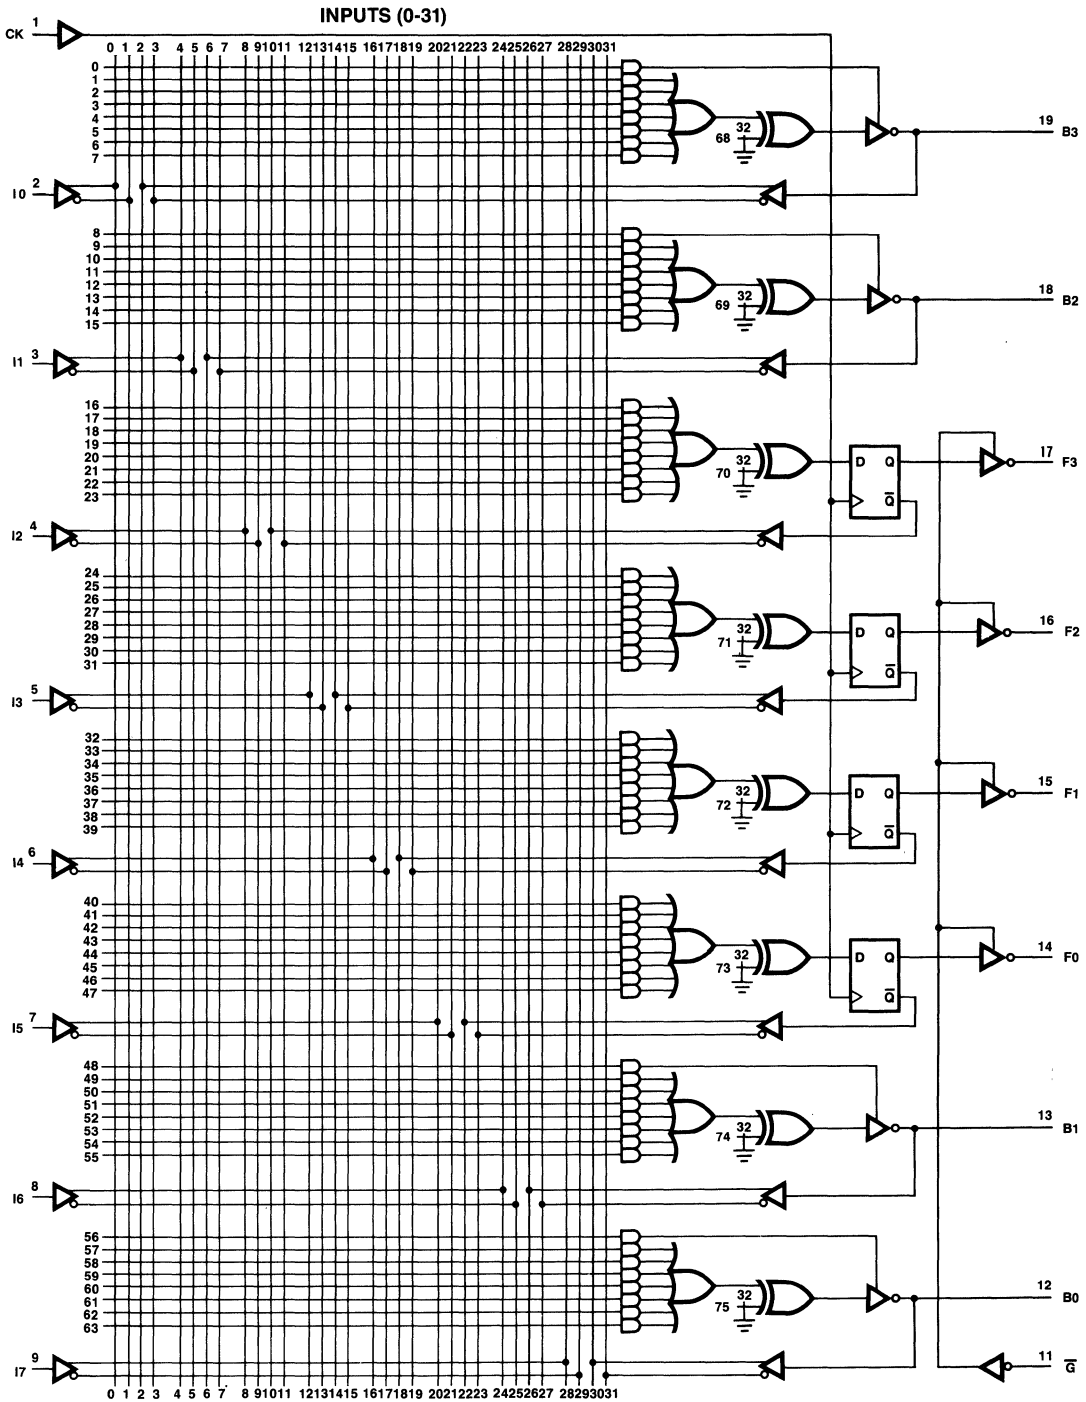 INPUTS (0-31)
CK 1
0 1 2 3 4 5 6 7 8 9 10 11 12 13 14 15 16 17 18 19 20 21 22 23 24 25 26 27 28 29 30 31
0
1
2
3
4
5
6
7
32
68
19 B3
I0 2
8
9
10
11
12
13
14
15
32
69
18 B2
I1 3
16
17
18
19
20
21
22
23
32
70
D Q
Q̅
17 F3
I2 4
24
25
26
27
28
29
30
31
32
71
D Q
Q̅
16 F2
I3 5
32
33
34
35
36
37
38
39
32
72
D Q
Q̅
15 F1
I4 6
40
41
42
43
44
45
46
47
32
73
D Q
Q̅
14 F0
I5 7
48
49
50
51
52
53
54
55
32
74
13 B1
I6 8
56
57
58
59
60
61
62
63
32
75
12 B0
I7 9
11 G̅
0 1 2 3 4 5 6 7 8 9 10 11 12 13 14 15 16 17 18 19 20 21 22 23 24 25 26 27 28 29 30 31